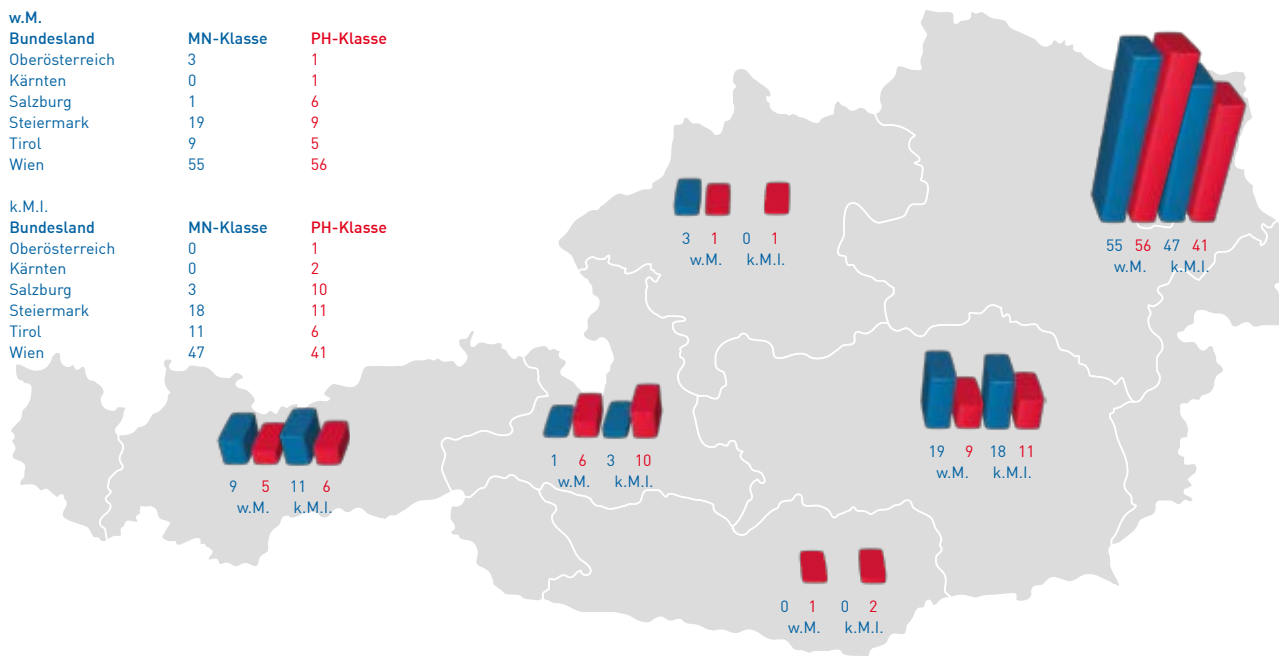 w.M.
Bundesland MN-Klasse PH-Klasse
Oberösterreich 3 1
Kärnten 0 1
Salzburg 1 6
Steiermark 19 9
Tirol 9 5
Wien 55 56
k.M.I.
Bundesland MN-Klasse PH-Klasse
Oberösterreich 0 1
Kärnten 0 2
Salzburg 3 10
Steiermark 18 11
Tirol 11 6
Wien 47 41
3 1 0 1
w.M. k.M.I.
55 56 47 41
w.M. k.M.I.
19 9 18 11
w.M. k.M.I.
1 6 3 10
w.M. k.M.I.
9 5 11 6
w.M. k.M.I.
0 1 0 2
w.M. k.M.I.